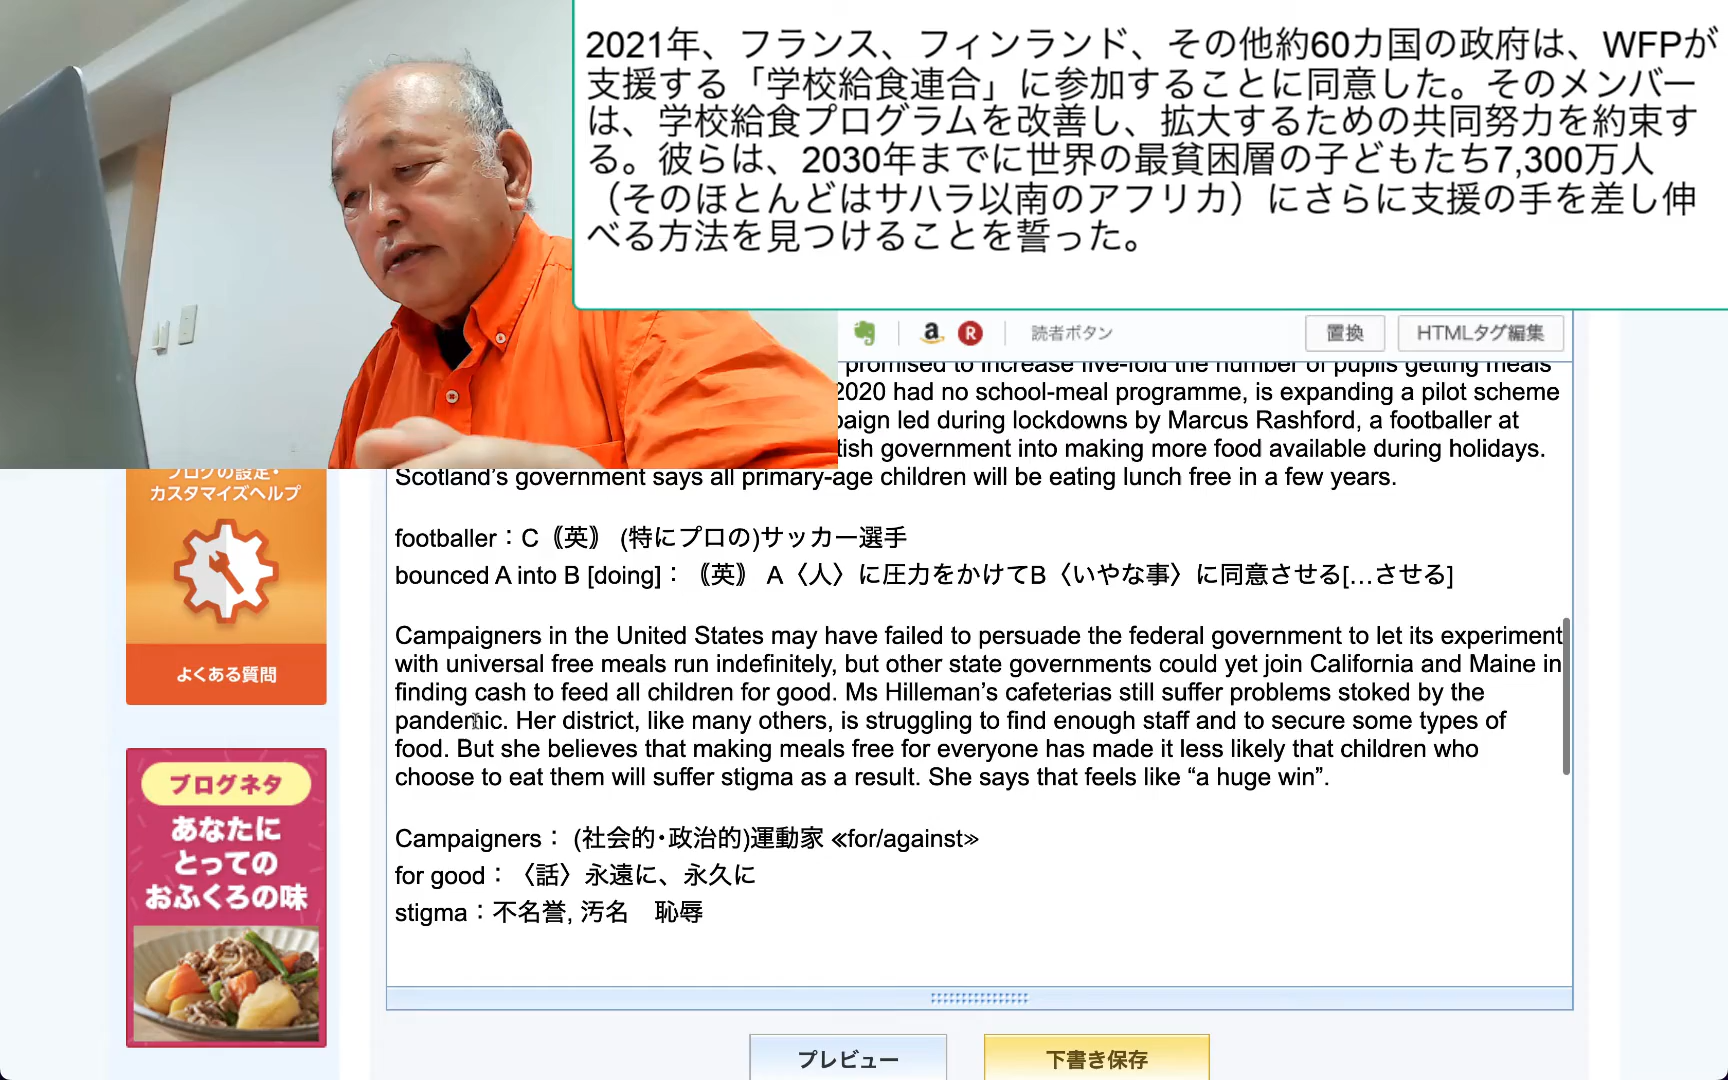 2021年、フランス、フィンランド、その他約60カ国の政府は、WFPが
支援する「学校給食連合」に参加することに同意した。そのメンバー
は、学校給食プログラムを改善し、拡大するための共同努力を約束す
る。彼らは、2030年までに世界の最貧困層の子どもたち7,300万人
（そのほとんどはサハラ以南のアフリカ）にさらに支援の手を差し伸
べる方法を見つけることを誓った。
a R 読者ボタン 置換 HTMLタグ編集
promised to increase five-fold the number of pupils getting meals
2020 had no school-meal programme, is expanding a pilot scheme
paign led during lockdowns by Marcus Rashford, a footballer at
tish government into making more food available during holidays.
Scotland’s government says all primary-age children will be eating lunch free in a few years.
footballer：C｟英｠ (特にプロの)サッカー選手
bounced A into B [doing]：｟英｠ A〈人〉に圧力をかけてB〈いやな事〉に同意させる[…させる]
Campaigners in the United States may have failed to persuade the federal government to let its experiment
with universal free meals run indefinitely, but other state governments could yet join California and Maine in
finding cash to feed all children for good. Ms Hilleman’s cafeterias still suffer problems stoked by the
pandemic. Her district, like many others, is struggling to find enough staff and to secure some types of
food. But she believes that making meals free for everyone has made it less likely that children who
choose to eat them will suffer stigma as a result. She says that feels like “a huge win”.
Campaigners： (社会的･政治的)運動家 ≪for/against≫
for good：〈話〉永遠に、永久に
stigma：不名誉, 汚名　恥辱
ブログの設定・
カスタマイズヘルプ
よくある質問
ブログネタ
あなたに
とっての
おふくろの味
プレビュー 下書き保存